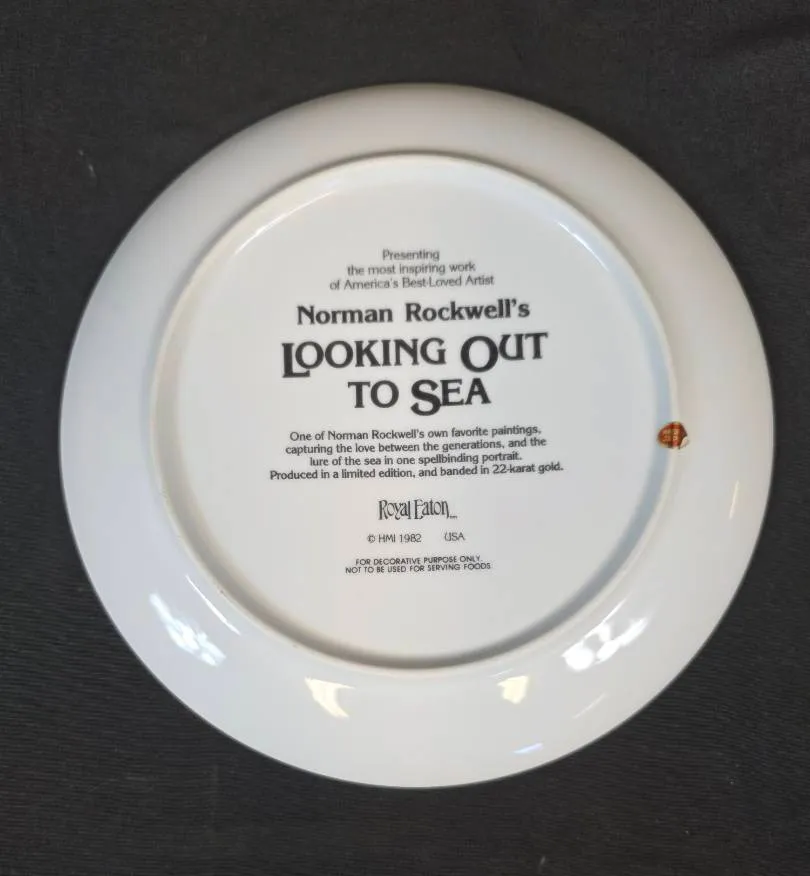 Presenting
the most inspiring work
of America's Best-Loved Artist
Norman Rockwell's
LOOKING OUT
TO SEA
One of Norman Rockwell's own favorite paintings,
capturing the love between the generations, and the
lure of the sea in one spellbinding portrait.
Produced in a limited edition, and banded in 22-karat gold.
Royal Eaton
© HMI 1982 USA
FOR DECORATIVE PURPOSE ONLY.
NOT TO BE USED FOR SERVING FOODS